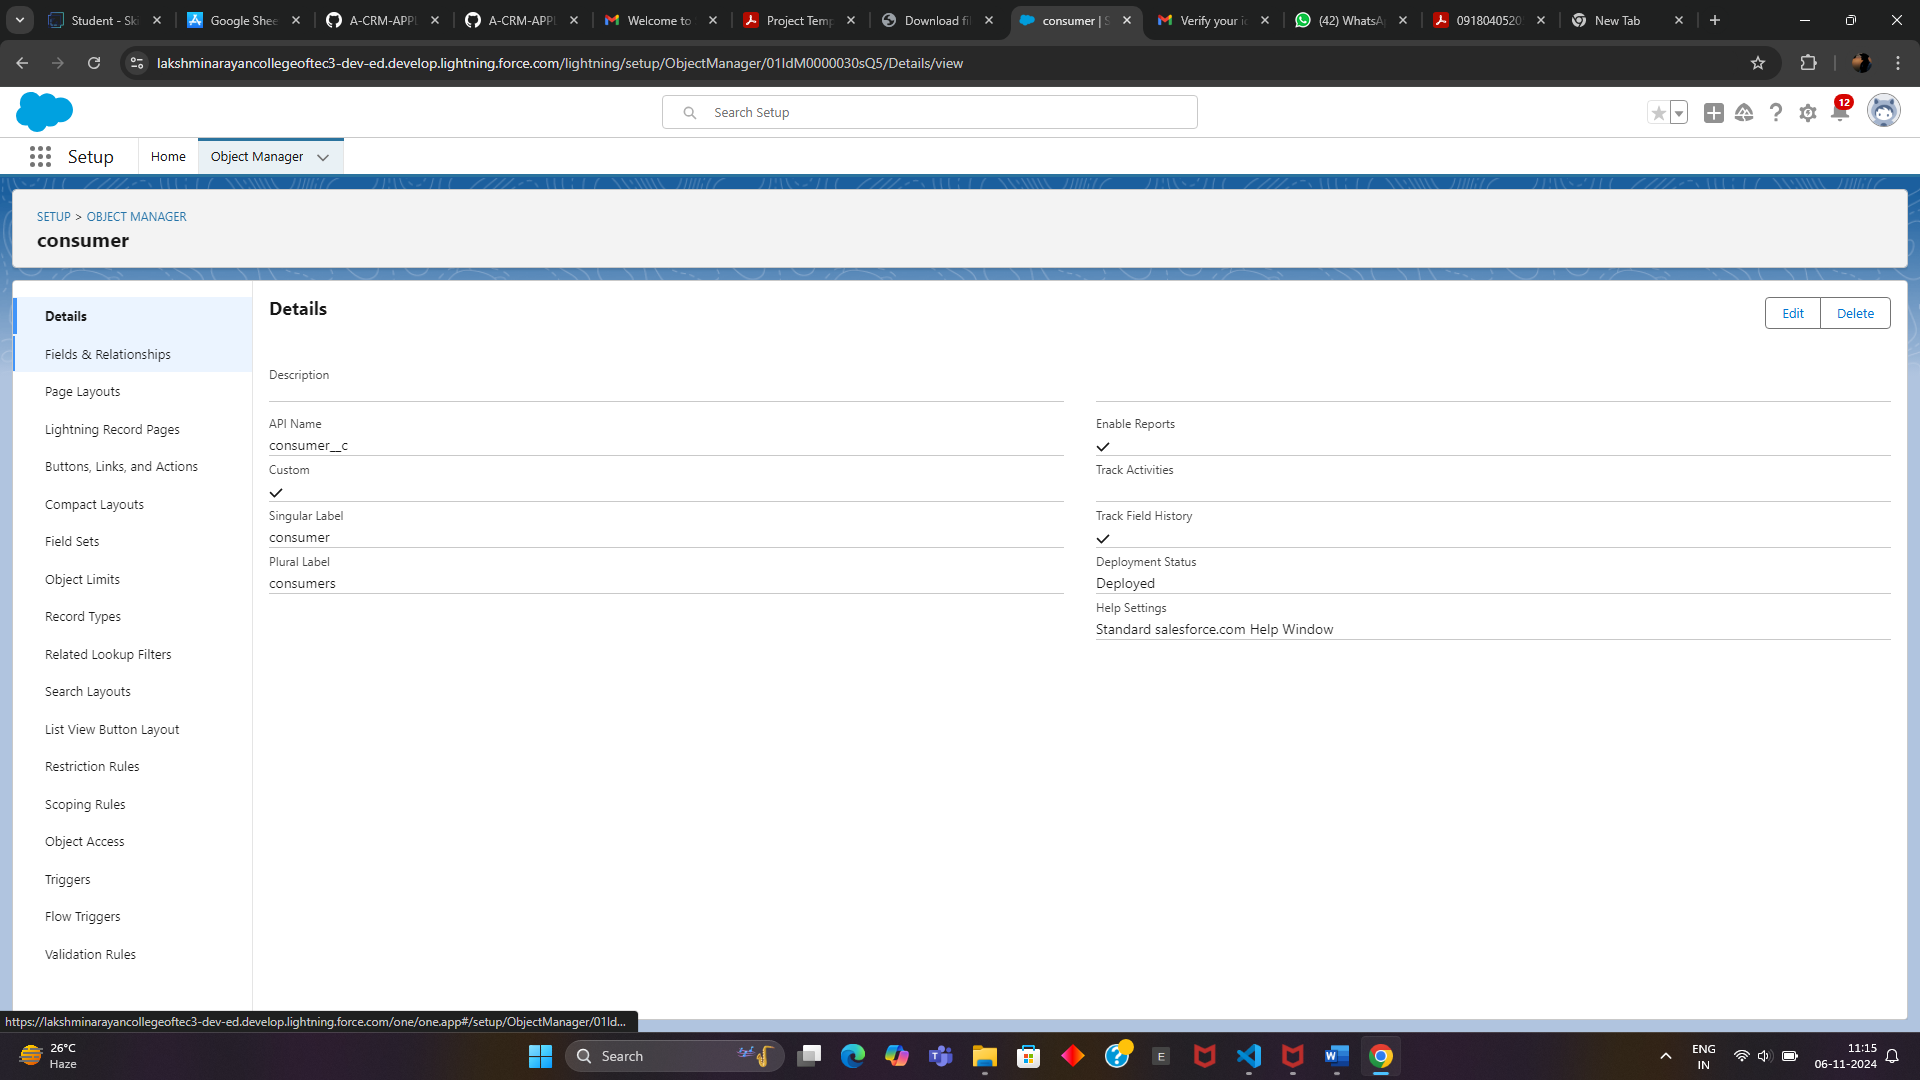 Student - Ski
Google Shee
A-CRM-APPL
A-CRM-APPL
Welcome to
Project Temp
Download fil
consumer | S
Verify your ic
(42) WhatsA
0918040520
New Tab
lakshminarayancollegeoftec3-dev-ed.develop.lightning.force.com/lightning/setup/ObjectManager/01IdM0000030sQ5/Details/view
Search Setup
12
Setup
Home
Object Manager
SETUP > OBJECT MANAGER
consumer
Details
Fields & Relationships
Page Layouts
Lightning Record Pages
Buttons, Links, and Actions
Compact Layouts
Field Sets
Object Limits
Record Types
Related Lookup Filters
Search Layouts
List View Button Layout
Restriction Rules
Scoping Rules
Object Access
Triggers
Flow Triggers
Validation Rules
Details
Edit
Delete
Description
API Name
consumer__c
Custom
Singular Label
consumer
Plural Label
consumers
Enable Reports
Track Activities
Track Field History
Deployment Status
Deployed
Help Settings
Standard salesforce.com Help Window
https://lakshminarayancollegeoftec3-dev-ed.develop.lightning.force.com/one/one.app#/setup/ObjectManager/01Id...
26°C
Haze
Search
ENG
IN
11:15
06-11-2024